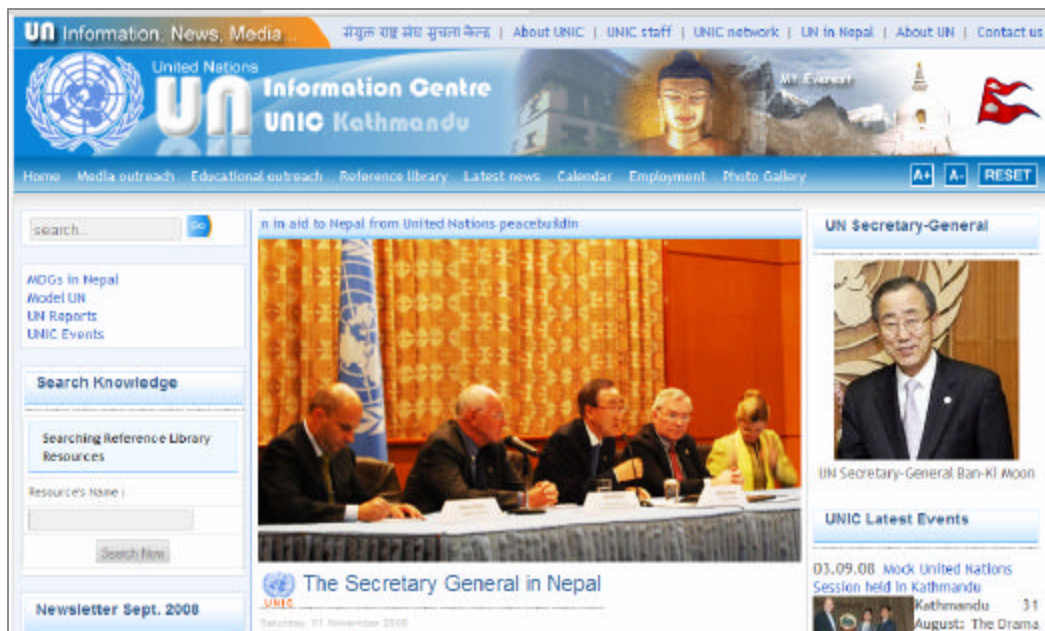 UN Information, News, Media...
संयुक्त राष्ट्र संघ सुचना केन्द्र | About UNIC | UNIC staff | UNIC network | UN in Nepal | About UN | Contact us
United Nations
UN
Information Centre
UNIC Kathmandu
Mt Everest
Home Media outreach Educational outreach Reference library Latest news Calendar Employment Photo Gallery
A+ A- RESET
search...
Go
MDGs in Nepal
Model UN
UN Reports
UNIC Events
Search Knowledge
Searching Reference Library
Resources
Resource's Name :
Search Now
Newsletter Sept. 2008
n in aid to Nepal from United Nations peacebuildin
UNIC
The Secretary General in Nepal
Saturday, 01 November 2008
UN Secretary-General
UN Secretary-General Ban-Ki Moon
UNIC Latest Events
03.09.08 Mock United Nations
Session held in Kathmandu
Kathmandu 31
August: The Drama